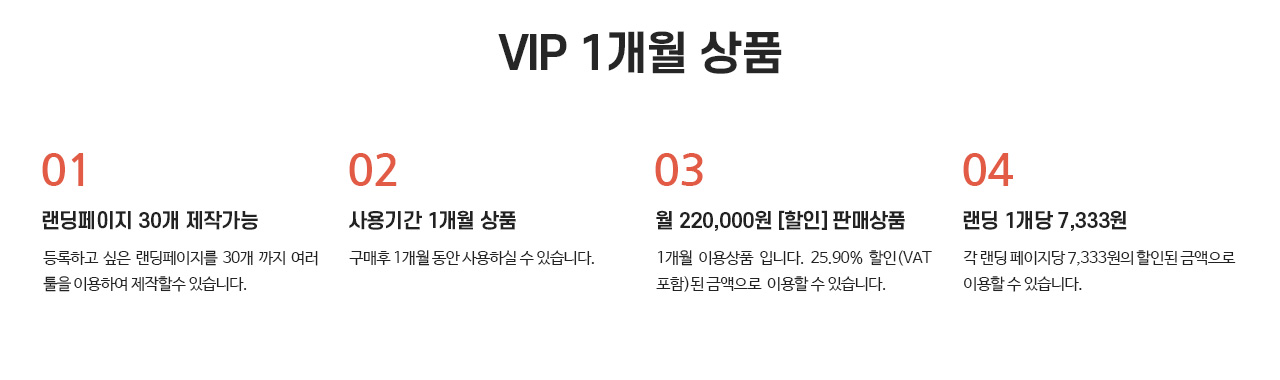 VIP 1개월 상품
01
랜딩페이지 30개 제작가능
등록하고 싶은 랜딩페이지를 30개 까지 여러
툴을 이용하여 제작할수 있습니다.
02
사용기간 1개월 상품
구매후 1개월 동안 사용하실 수 있습니다.
03
월 220,000원 [할인] 판매상품
1개월 이용상품 입니다. 25.90% 할인(VAT
포함)된 금액으로 이용할 수 있습니다.
04
랜딩 1개당 7,333원
각 랜딩 페이지당 7,333원의 할인된 금액으로
이용할 수 있습니다.